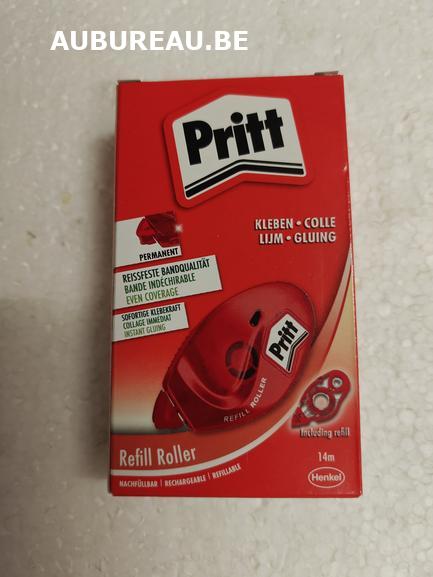 AUBUREAU.BE
Pritt
KLEBEN • COLLE
LIJM • GLUING
PERMANENT
REISSFESTE BANDQUALITÄT
BANDE INDÉCHIRABLE
EVEN COVERAGE
SOFORTIGE KLEBEKRAFT
COLLAGE IMMÉDIAT
INSTANT GLUING
Pritt
REFILL ROLLER
Including refill
Refill Roller
14m
NACHFÜLLBAR | RECHARGEABLE | REFILLABLE
Henkel